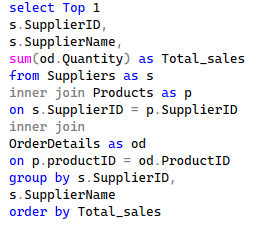 select Top 1
s.SupplierID,
s.SupplierName,
sum(od.Quantity) as Total_sales
from Suppliers as s
inner join Products as p
on s.SupplierID = p.SupplierID
inner join
OrderDetails as od
on p.productID = od.ProductID
group by s.SupplierID,
s.SupplierName
order by Total_sales